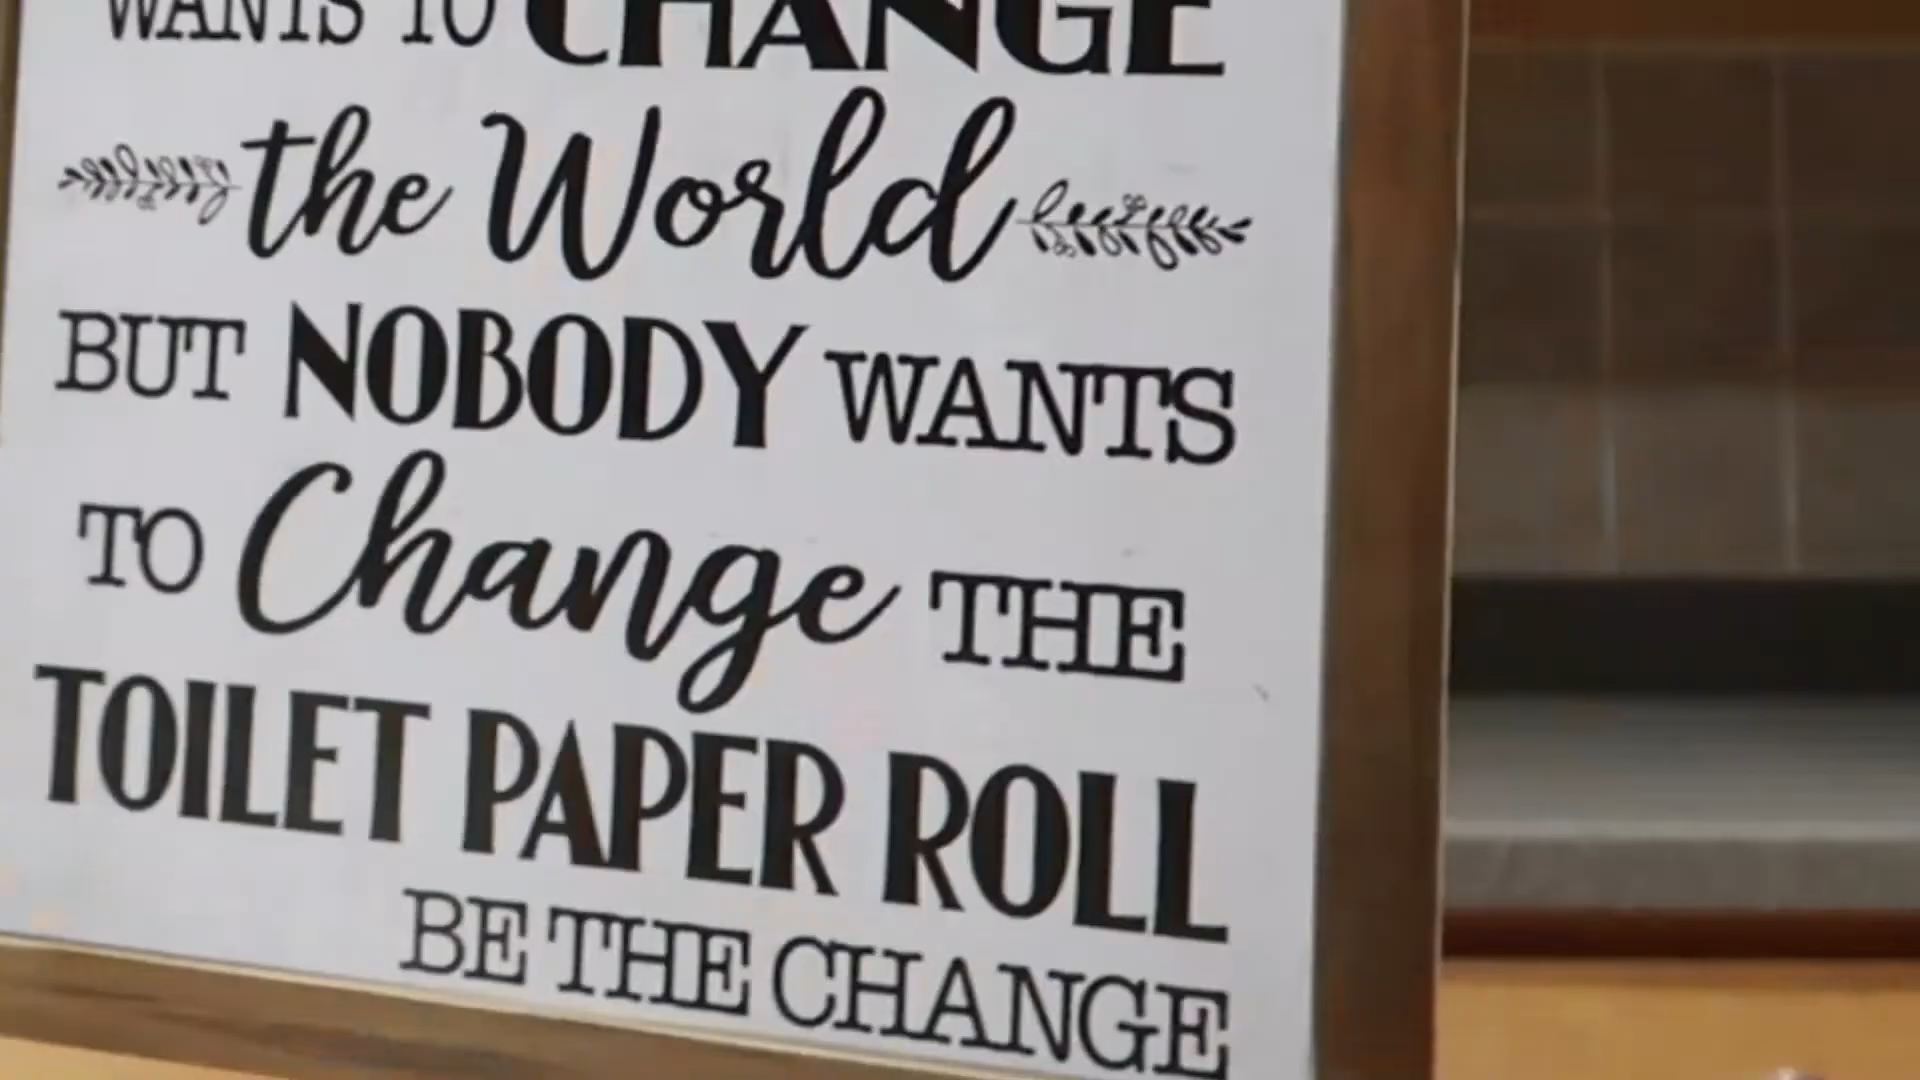 WANTS TO CHANGE
the World
BUT NOBODY WANTS
TO Change THE
TOILET PAPER ROLL
BE THE CHANGE